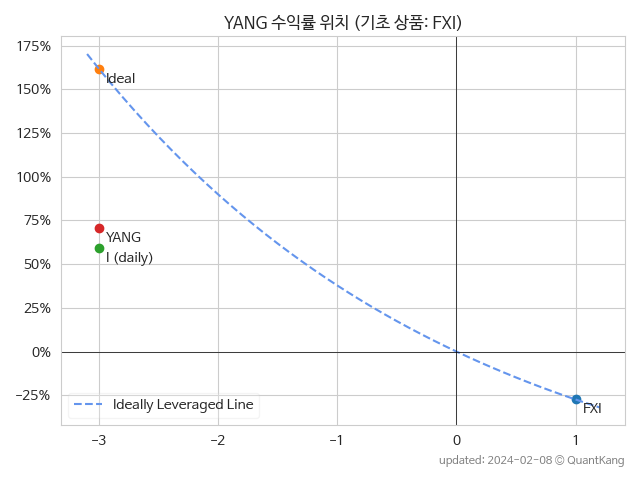 YANG 수익률 위치 (기초 상품: FXI)
175%
150%
125%
100%
75%
50%
25%
0%
−25%
Ideal
YANG
I (daily)
FXI
Ideally Leveraged Line
−3
−2
−1
0
1
updated: 2024-02-08 © QuantKang